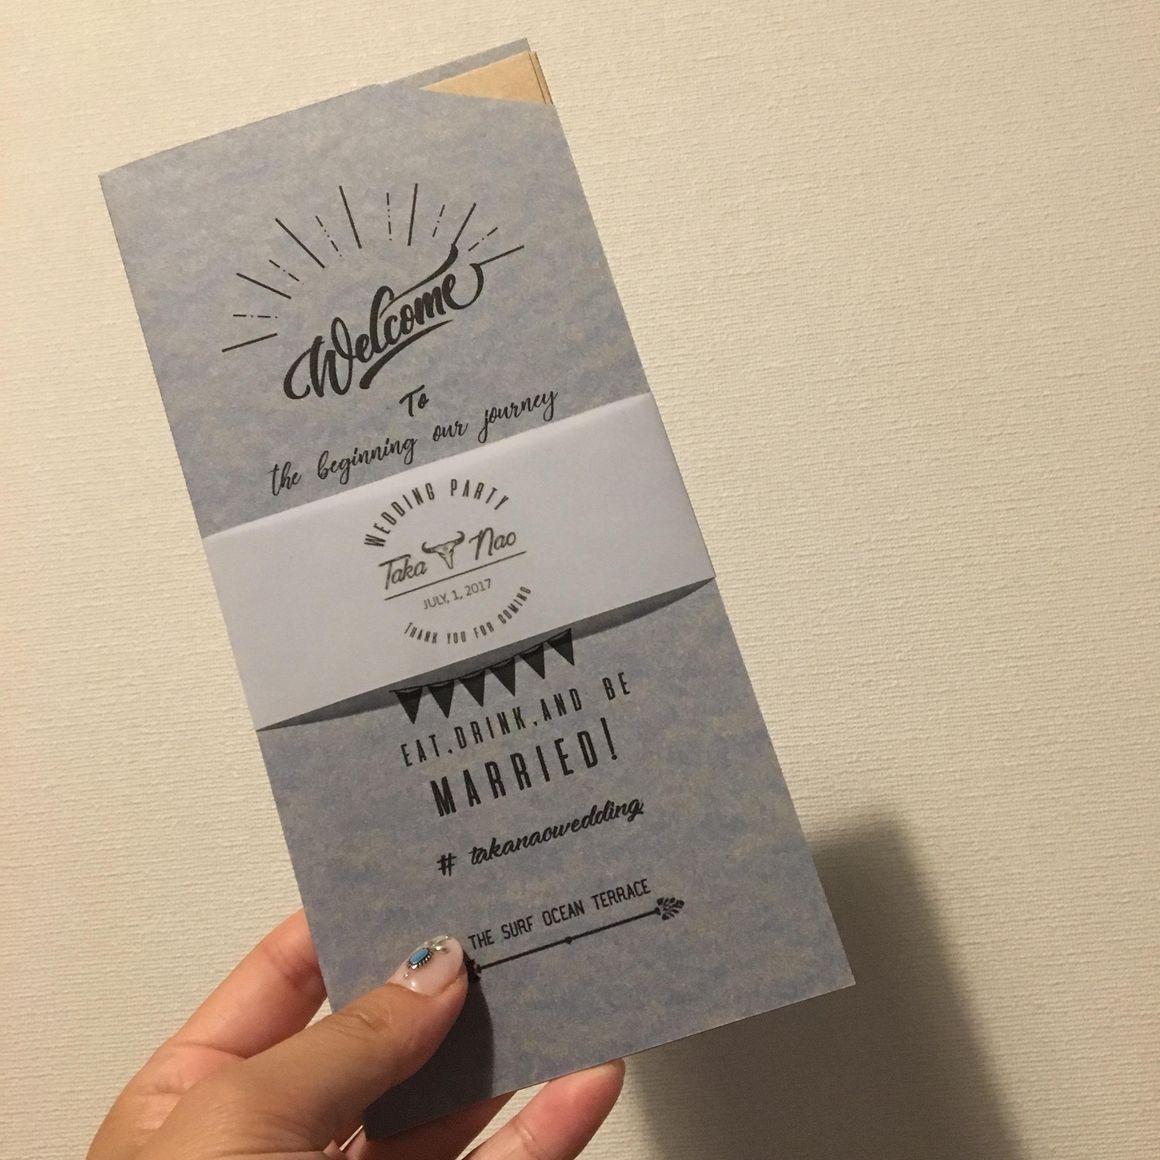 Welcome
To
the beginning our journey
WEDDING PARTY
Taka Nao
JULY, 1, 2017
THANK YOU FOR COMING
EAT,DRINK,AND BE
MARRIED!
# takanaowedding
THE SURF OCEAN TERRACE